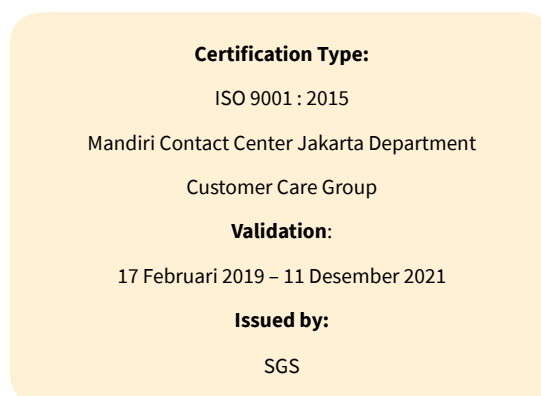 Certification Type:
ISO 9001 : 2015
Mandiri Contact Center Jakarta Department
Customer Care Group
Validation:
17 Februari 2019 – 11 Desember 2021
Issued by:
SGS